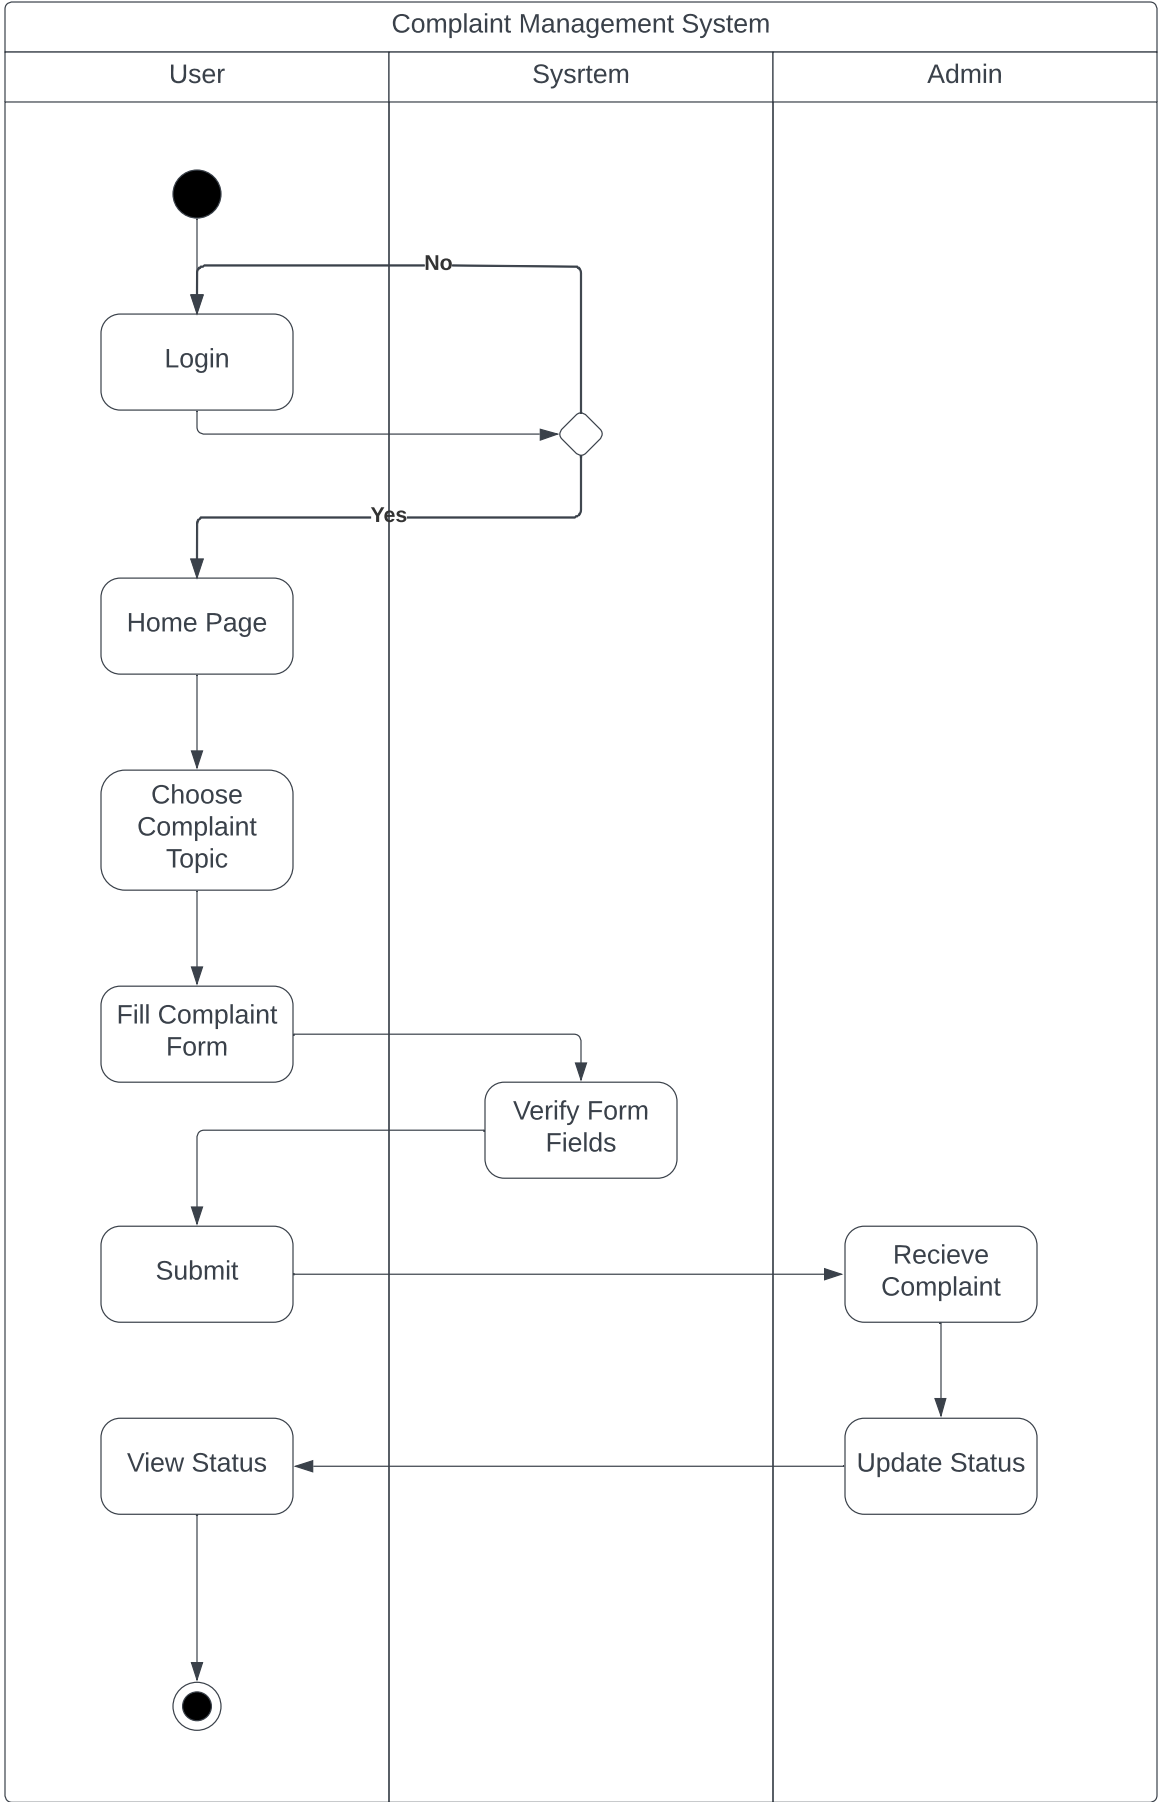 Complaint Management System
User
Sysrtem
Admin
No
Login
Yes
Home Page
Choose
Complaint
Topic
Fill Complaint
Form
Verify Form
Fields
Submit
Recieve
Complaint
View Status
Update Status